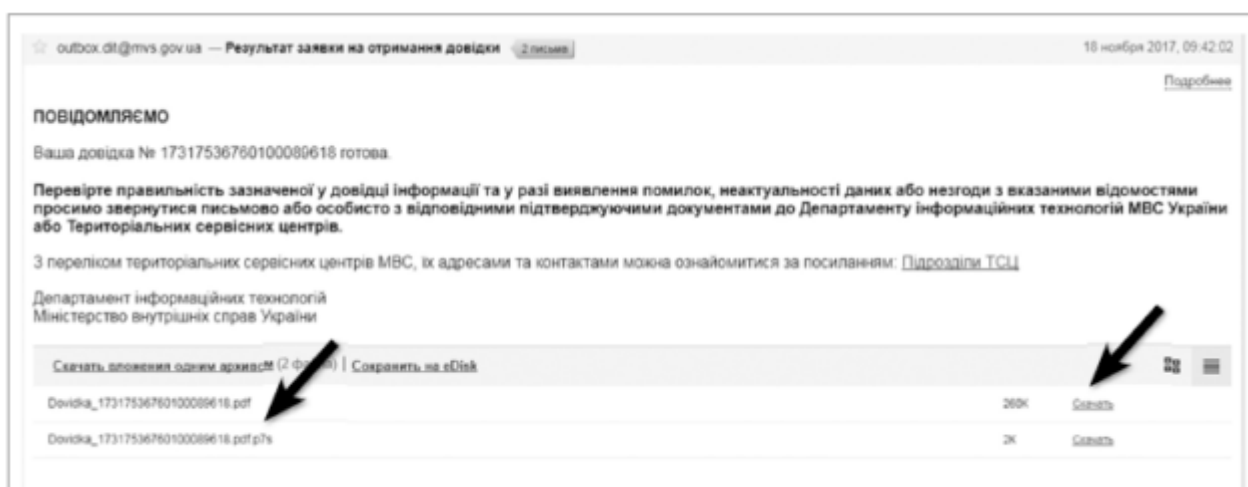 outbox.dit@mvs.gov.ua — Результат заявки на отримання довідки 2 письма 18 ноября 2017, 09:42:02
Подробнее
ПОВІДОМЛЯЄМО
Ваша довідка № 17317536760100089618 готова.
Перевірте правильність зазначеної у довідці інформації та у разі виявлення помилок, неактуальності даних або незгоди з вказаними відомостями
просимо звернутися письмово або особисто з відповідними підтверджуючими документами до Департаменту інформаційних технологій МВС України
або Територіальних сервісних центрів.
З переліком територіальних сервісних центрів МВС, їх адресами та контактами можна ознайомитися за посиланням: Підрозділи ТСЦ
Департамент інформаційних технологій
Міністерство внутрішніх справ України
Скачать вложения одним архивом (2 | Сохранить на eDisk
Dovidka_17317536760100089618.pdf 260K Скачать
Dovidka_17317536760100089618.pdf.p7s 2K Скачать